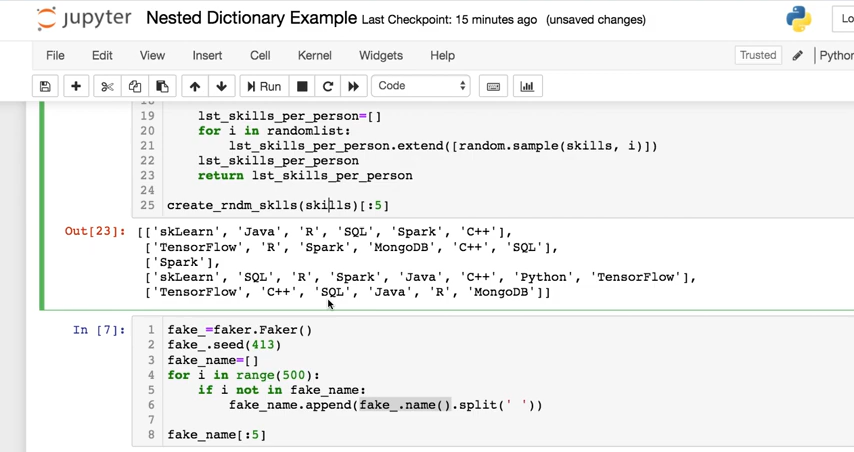 jupyter Nested Dictionary Example Last Checkpoint: 15 minutes ago (unsaved changes)
File Edit View Insert Cell Kernel Widgets Help Trusted
Run Code
19 lst_skills_per_person=[]
20 for i in randomlist:
21 lst_skills_per_person.extend([random.sample(skills, i)])
22 lst_skills_per_person
23 return lst_skills_per_person
24
25 create_rndm_sklls(skills)[:5]
Out[23]: [['skLearn', 'Java', 'R', 'SQL', 'Spark', 'C++'],
['TensorFlow', 'R', 'Spark', 'MongoDB', 'C++', 'SQL'],
['Spark'],
['skLearn', 'SQL', 'R', 'Spark', 'Java', 'C++', 'Python', 'TensorFlow'],
['TensorFlow', 'C++', 'SQL', 'Java', 'R', 'MongoDB']]
In [7]: 1 fake_=faker.Faker()
2 fake_.seed(413)
3 fake_name=[]
4 for i in range(500):
5 if i not in fake_name:
6 fake_name.append(fake_.name().split(' '))
7
8 fake_name[:5]